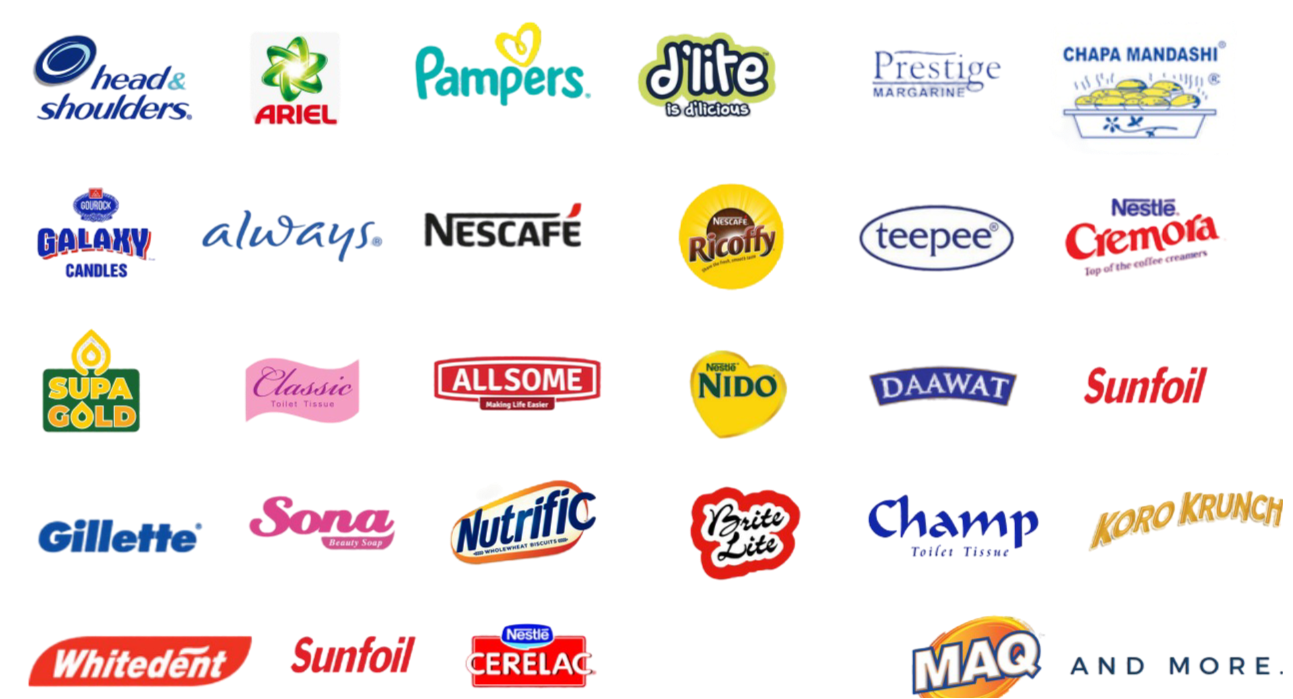 head&
shoulders®
ARIEL
Pampers®
d'lite™
is d'licious
Prestige
MARGARINE
CHAPA MANDASHI®
®
GOUROCK
GALAXY
CANDLES
always®
NESCAFÉ
NESCAFÉ
Ricoffy
teepee®
Nestlé®
Cremora
Top of the coffee creamers
SUPA
GOLD
Classic
Toilet Tissue
ALLSOME
Making Life Easier
Nestlé
NIDO
DAAWAT
Sunfoil
Gillette®
Sona
Beauty Soap
Nutrific
WHOLEWHEAT BISCUITS
Brite
Lite
Champ
Toilet Tissue
KORO KRUNCH
Whitedent
Sunfoil
Nestlé
CERELAC
MAQ
AND MORE.